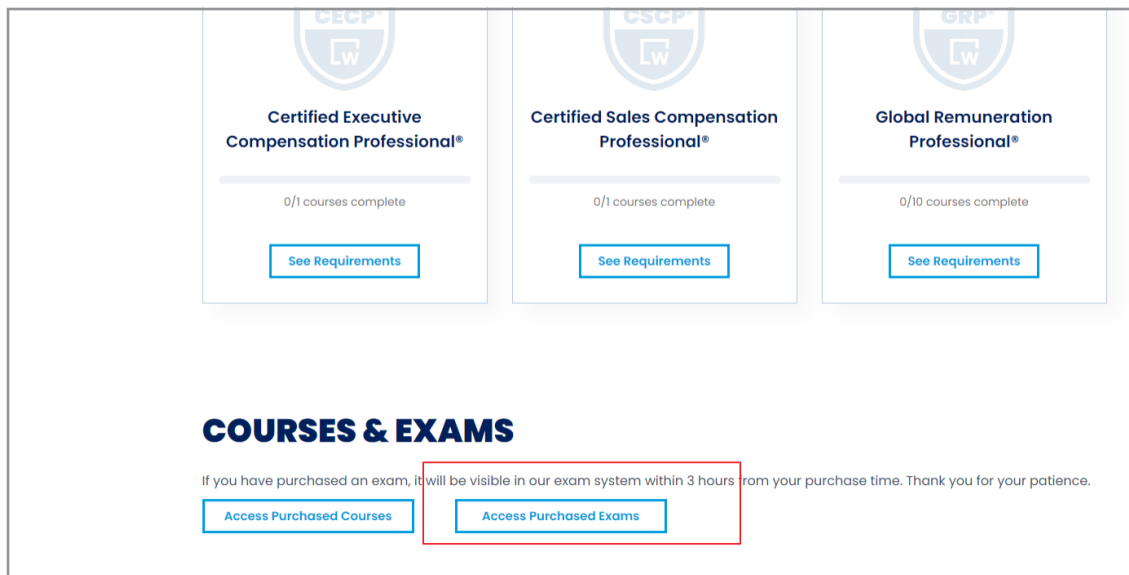 CECP® CSCP® GRP®
W W W
Certified Executive Certified Sales Compensation Global Remuneration
Compensation Professional® Professional® Professional®
0/1 courses complete 0/1 courses complete 0/10 courses complete
See Requirements See Requirements See Requirements
COURSES & EXAMS
If you have purchased an exam, it will be visible in our exam system within 3 hours from your purchase time. Thank you for your patience.
Access Purchased Courses Access Purchased Exams